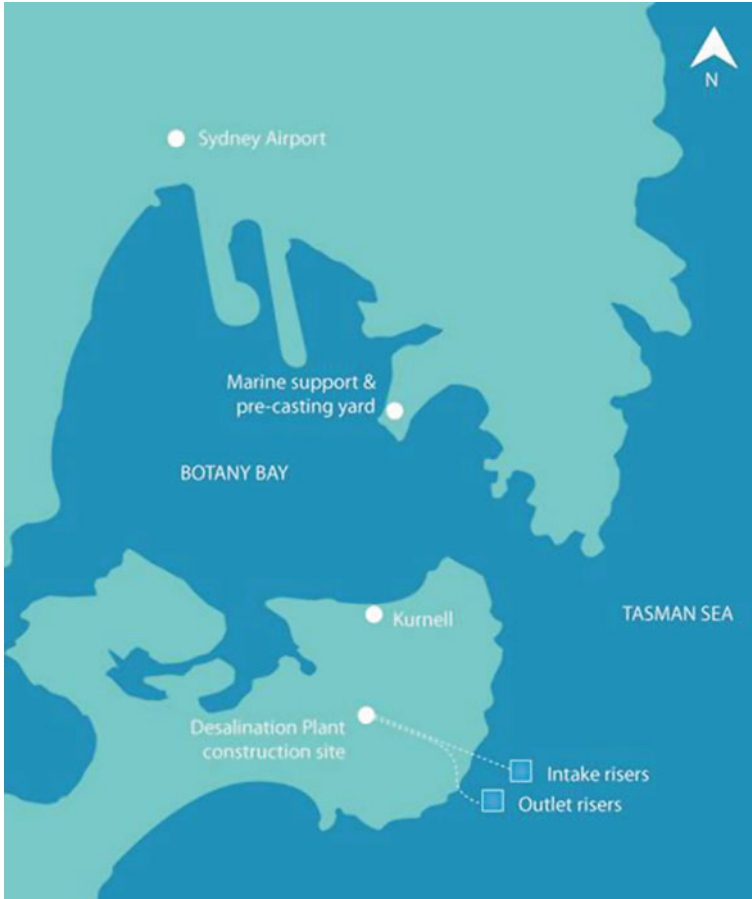 N
Sydney Airport
Marine support &
pre-casting yard
BOTANY BAY
TASMAN SEA
Kurnell
Desalination Plant
construction site
Intake risers
Outlet risers